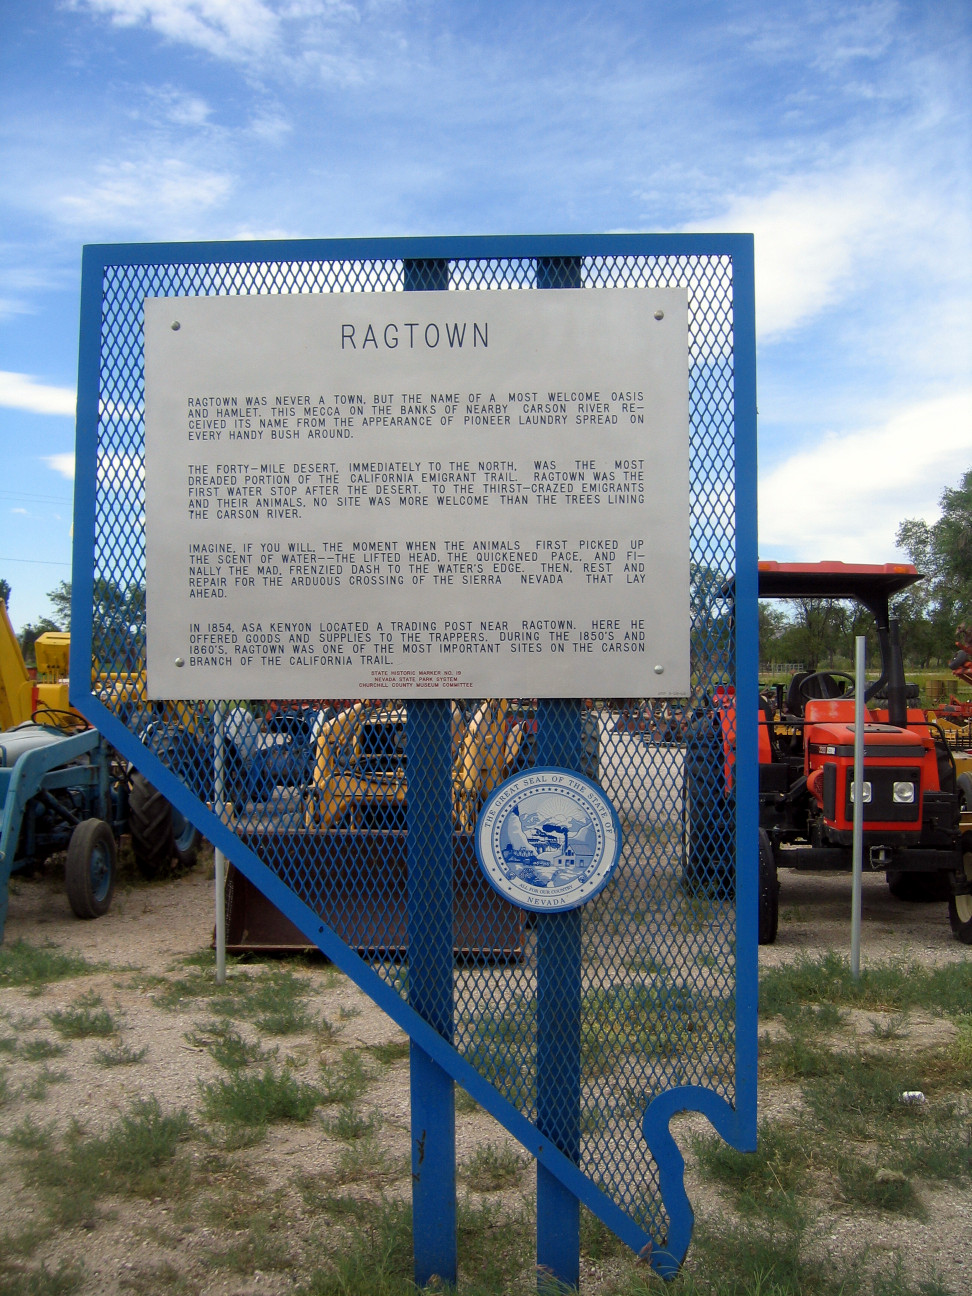 RAGTOWN
RAGTOWN WAS NEVER A TOWN, BUT THE NAME OF A MOST WELCOME OASIS
AND HAMLET. THIS MECCA ON THE BANKS OF NEARBY CARSON RIVER RE-
CEIVED ITS NAME FROM THE APPEARANCE OF PIONEER LAUNDRY SPREAD ON
EVERY HANDY BUSH AROUND.
THE FORTY-MILE DESERT, IMMEDIATELY TO THE NORTH, WAS THE MOST
DREADED PORTION OF THE CALIFORNIA EMIGRANT TRAIL. RAGTOWN WAS THE
FIRST WATER STOP AFTER THE DESERT. TO THE THIRST-CRAZED EMIGRANTS
AND THEIR ANIMALS, NO SITE WAS MORE WELCOME THAN THE TREES LINING
THE CARSON RIVER.
IMAGINE, IF YOU WILL, THE MOMENT WHEN THE ANIMALS FIRST PICKED UP
THE SCENT OF WATER--THE LIFTED HEAD, THE QUICKENED PACE, AND FI-
NALLY THE MAD, FRENZIED DASH TO THE WATER'S EDGE. THEN, REST AND
REPAIR FOR THE ARDUOUS CROSSING OF THE SIERRA NEVADA THAT LAY
AHEAD.
IN 1854, ASA KENYON LOCATED A TRADING POST NEAR RAGTOWN. HERE HE
OFFERED GOODS AND SUPPLIES TO THE TRAPPERS. DURING THE 1850'S AND
1860'S, RAGTOWN WAS ONE OF THE MOST IMPORTANT SITES ON THE CARSON
BRANCH OF THE CALIFORNIA TRAIL.
STATE HISTORIC MARKER NO. 19
NEVADA STATE PARK SYSTEM
CHURCHILL COUNTY MUSEUM COMMITTEE
THE GREAT SEAL OF THE STATE OF
ALL FOR OUR COUNTRY
NEVADA